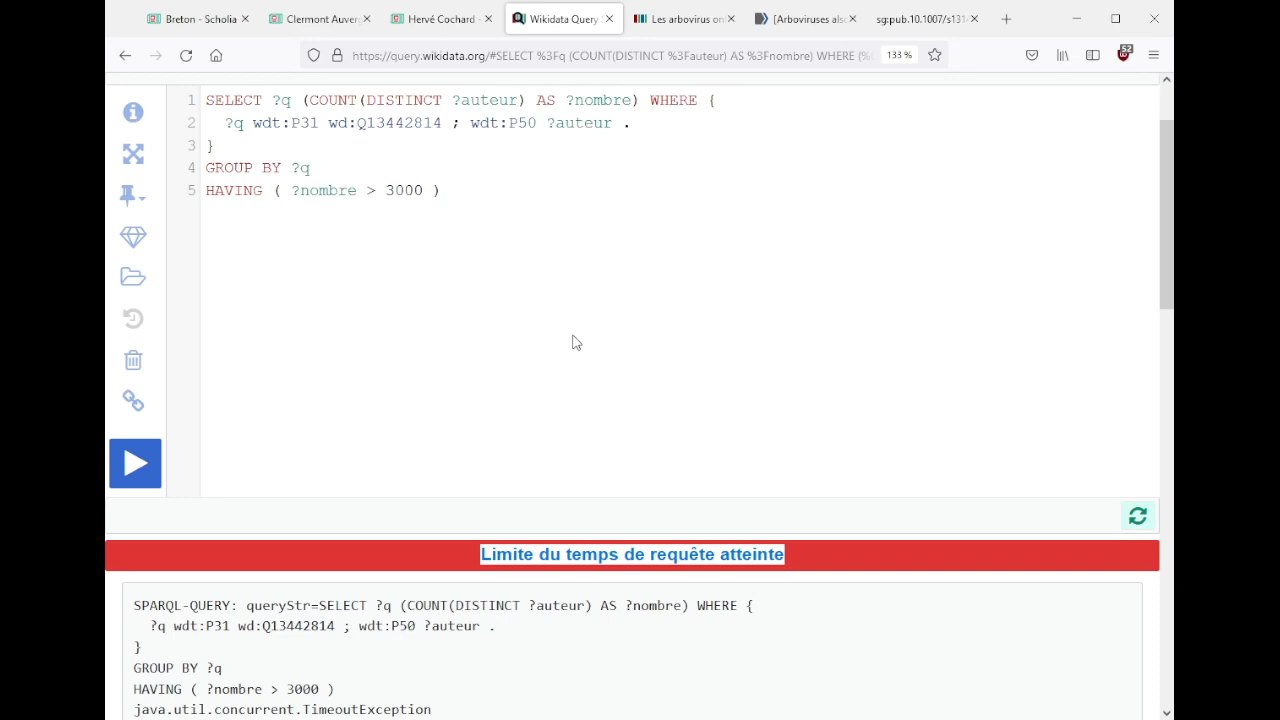 Breton - Scholia
Clermont Auver
Hervé Cochard
Wikidata Query
Les arbovirus on
[Arboviruses also
sg:pub.10.1007/s131
https://query.wikidata.org/#SELECT %3Fq (COUNT(DISTINCT %3Fauteur) AS %3Fnombre) WHERE {%
133 %
52
1 SELECT ?q (COUNT(DISTINCT ?auteur) AS ?nombre) WHERE {
2 ?q wdt:P31 wd:Q13442814 ; wdt:P50 ?auteur .
3 }
4 GROUP BY ?q
5 HAVING ( ?nombre > 3000 )
Limite du temps de requête atteinte
SPARQL-QUERY: queryStr=SELECT ?q (COUNT(DISTINCT ?auteur) AS ?nombre) WHERE {
?q wdt:P31 wd:Q13442814 ; wdt:P50 ?auteur .
}
GROUP BY ?q
HAVING ( ?nombre > 3000 )
java.util.concurrent.TimeoutException